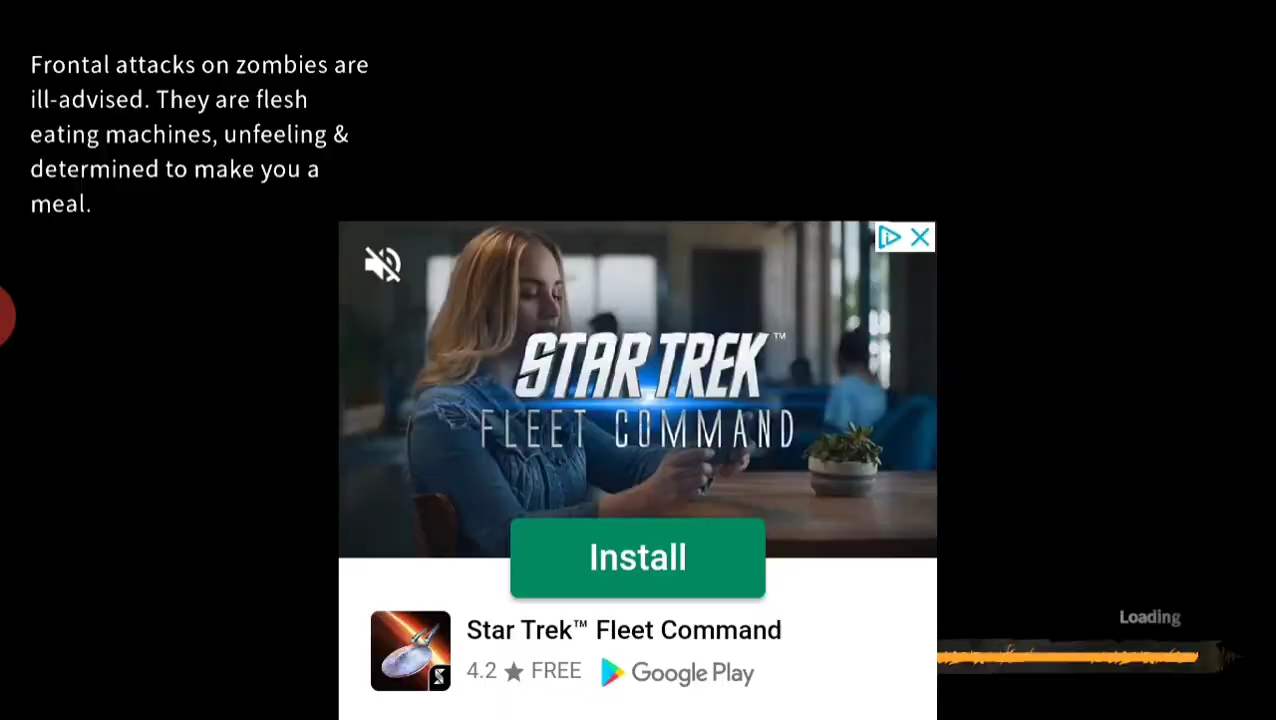 Frontal attacks on zombies are
ill-advised. They are flesh
eating machines, unfeeling &
determined to make you a
meal.
STAR TREK™
FLEET COMMAND
Install
Star Trek™ Fleet Command
4.2 ★ FREE Google Play
Loading